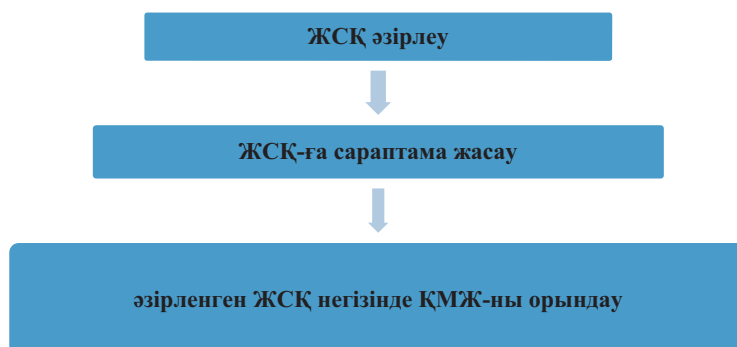 ЖСҚ әзірлеу
ЖСҚ-ға сараптама жасау
әзірленген ЖСҚ негізінде ҚМЖ-ны орындау